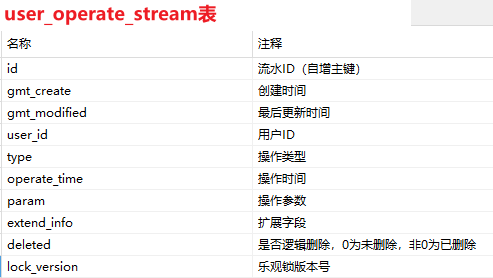 user_operate_stream表
名称 注释
id 流水ID（自增主键）
gmt_create 创建时间
gmt_modified 最后更新时间
user_id 用户ID
type 操作类型
operate_time 操作时间
param 操作参数
extend_info 扩展字段
deleted 是否逻辑删除，0为未删除，非0为已删除
lock_version 乐观锁版本号